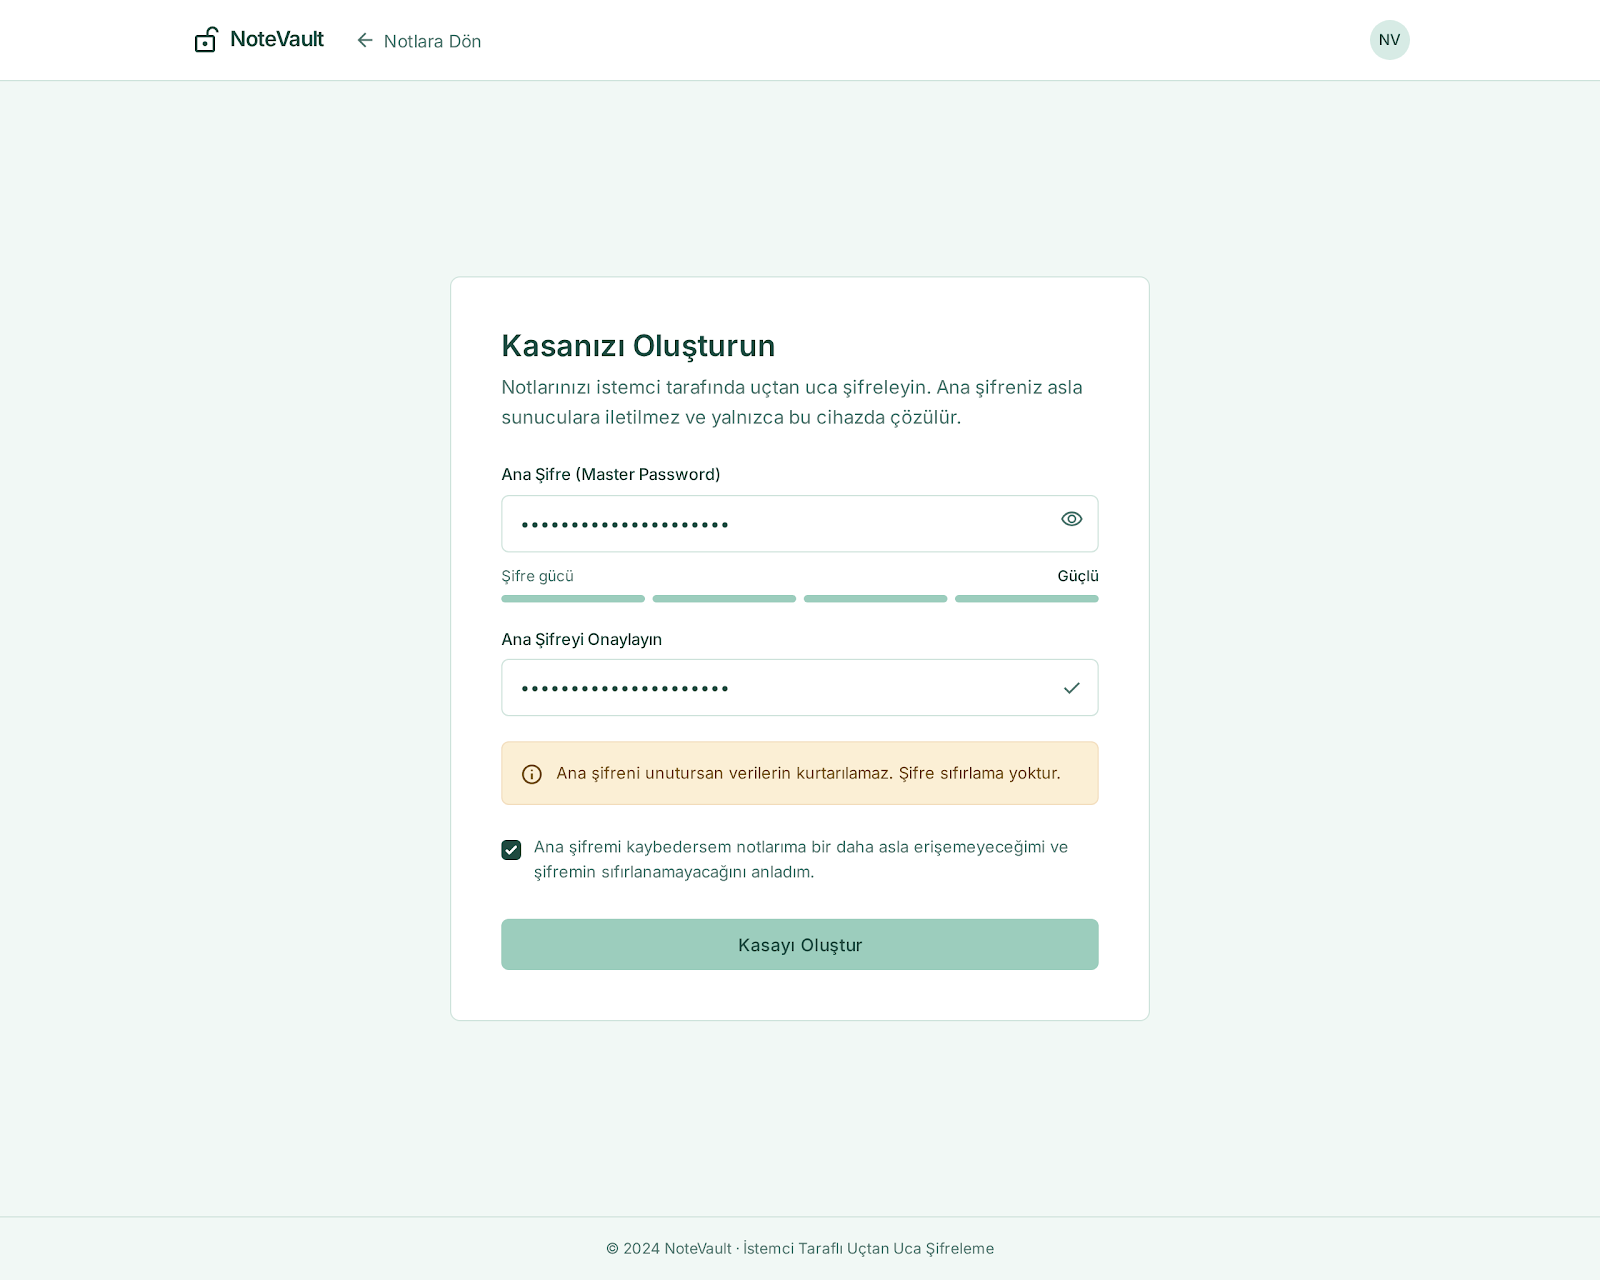 NoteVault
Notlara Dön
NV
Kasanızı Oluşturun
Notlarınızı istemci tarafında uçtan uca şifreleyin. Ana şifreniz asla
sunuculara iletilmez ve yalnızca bu cihazda çözülür.
Ana Şifre (Master Password)
•••••••••••••••••••••
Şifre gücü
Güçlü
Ana Şifreyi Onaylayın
•••••••••••••••••••••
Ana şifreni unutursan verilerin kurtarılamaz. Şifre sıfırlama yoktur.
Ana şifremi kaybedersem notlarıma bir daha asla erişemeyeceğimi ve
şifremin sıfırlanamayacağını anladım.
Kasayı Oluştur
© 2024 NoteVault · İstemci Taraflı Uçtan Uca Şifreleme